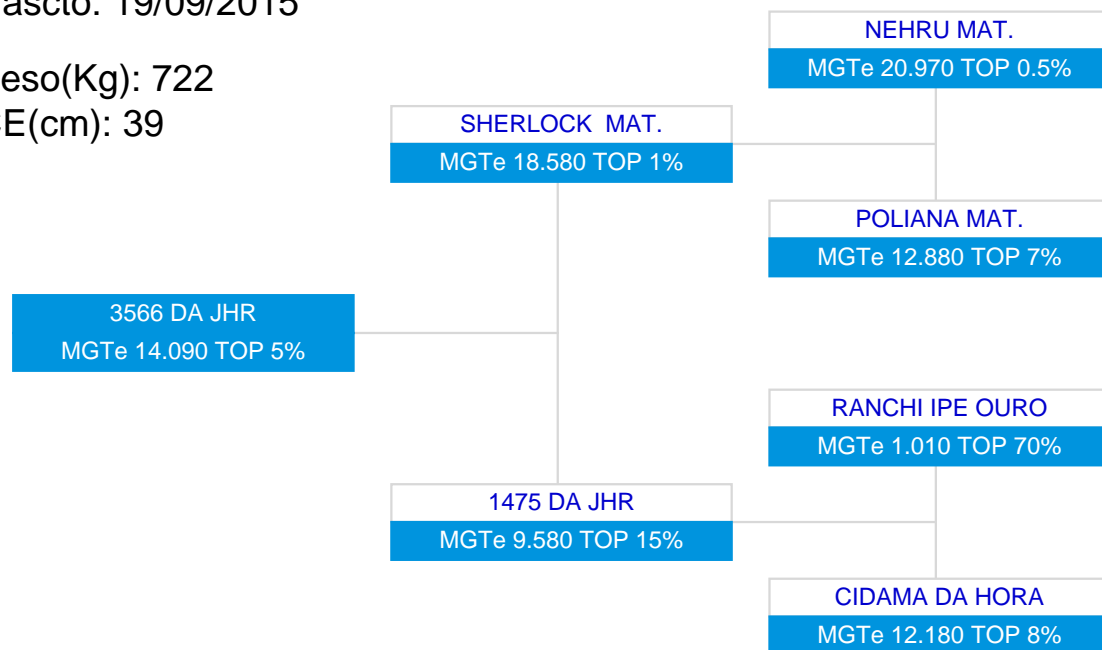 ascto: 19/09/2015
eso(Kg): 722
E(cm): 39
NEHRU MAT.
MGTe 20.970 TOP 0.5%
SHERLOCK MAT.
MGTe 18.580 TOP 1%
POLIANA MAT.
MGTe 12.880 TOP 7%
3566 DA JHR
MGTe 14.090 TOP 5%
RANCHI IPE OURO
MGTe 1.010 TOP 70%
1475 DA JHR
MGTe 9.580 TOP 15%
CIDAMA DA HORA
MGTe 12.180 TOP 8%